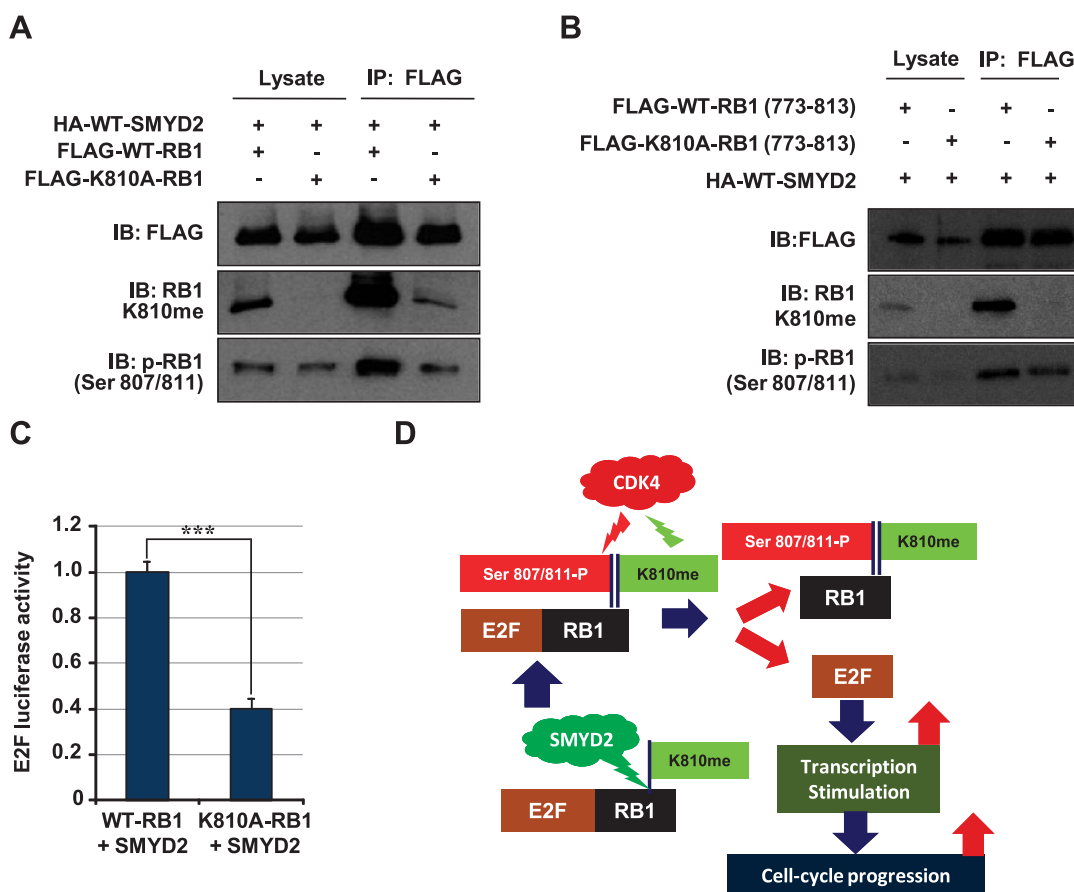 A
Lysate
IP: FLAG
HA-WT-SMYD2 + + + +
FLAG-WT-RB1 + - + -
FLAG-K810A-RB1 - + - +
IB: FLAG
IB: RB1
K810me
IB: p-RB1
(Ser 807/811)
B
Lysate
IP: FLAG
FLAG-WT-RB1 (773-813) + - + -
FLAG-K810A-RB1 (773-813) - + - +
HA-WT-SMYD2 + + + +
IB:FLAG
IB: RB1
K810me
IB: p-RB1
(Ser 807/811)
C
E2F luciferase activity
1.2
1.0
0.8
0.6
0.4
0.2
0
***
WT-RB1
+ SMYD2
K810A-RB1
+ SMYD2
D
CDK4
Ser 807/811-P
K810me
E2F
RB1
Ser 807/811-P
K810me
RB1
E2F
SMYD2
K810me
E2F
RB1
Transcription
Stimulation
Cell-cycle progression